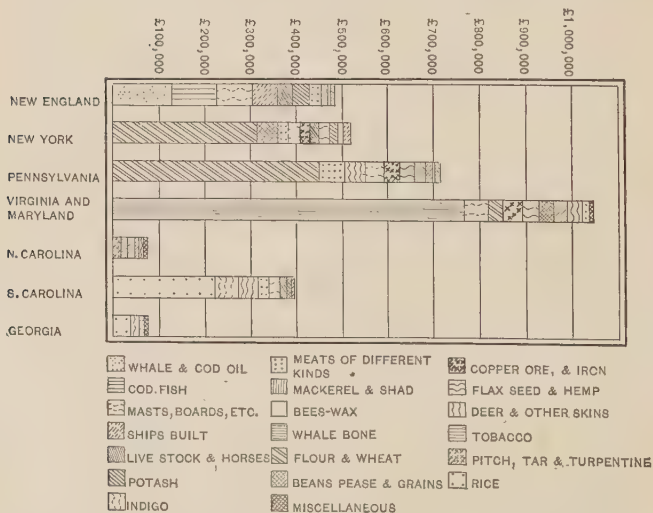 £100,000 £200,000 £300,000 £400,000 £500,000 £600,000 £700,000 £800,000 £900,000 £1,000,000
NEW ENGLAND
NEW YORK
PENNSYLVANIA
VIRGINIA AND
MARYLAND
N. CAROLINA
S. CAROLINA
GEORGIA
WHALE & COD OIL
COD.FISH
MASTS, BOARDS, ETC.
SHIPS BUILT
LIVE STOCK & HORSES
POTASH
INDIGO
MEATS OF DIFFERENT
KINDS
MACKEREL & SHAD
BEES-WAX
WHALE BONE
FLOUR & WHEAT
BEANS PEASE & GRAINS
MISCELLANEOUS
COPPER ORE, & IRON
FLAX SEED & HEMP
DEER & OTHER SKINS
TOBACCO
PITCH, TAR & TURPENTINE
RICE